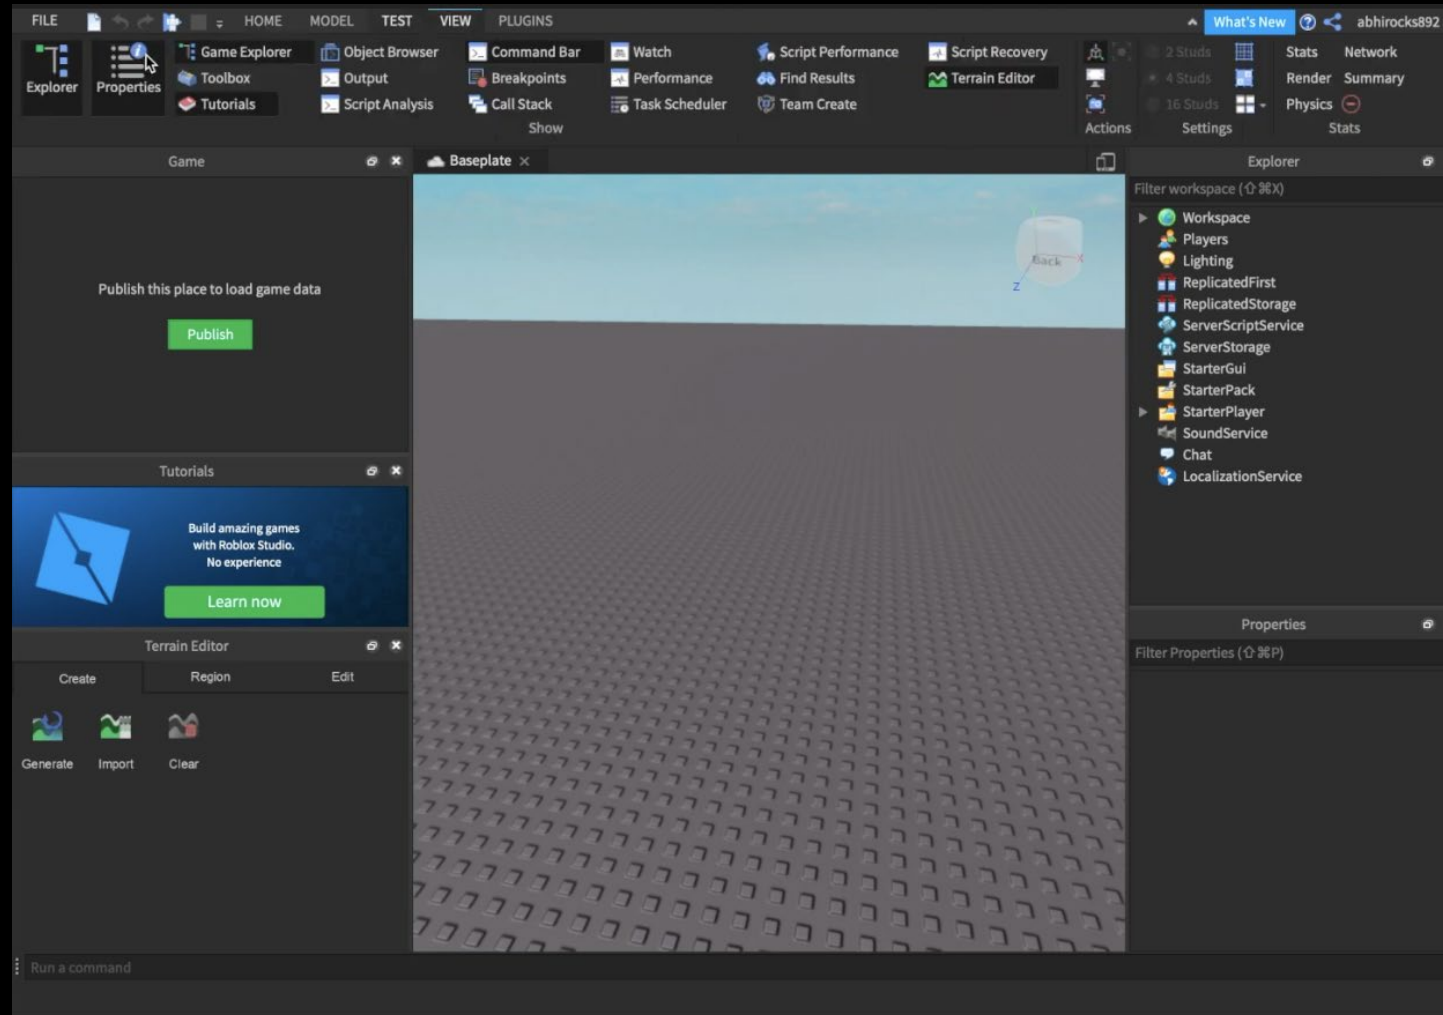 FILE HOME MODEL TEST VIEW PLUGINS What's New abhirocks892
Explorer
Properties
Game Explorer
Toolbox
Tutorials
Object Browser
Output
Script Analysis
Command Bar
Breakpoints
Call Stack
Watch
Performance
Task Scheduler
Script Performance
Find Results
Team Create
Script Recovery
Terrain Editor
Show
Actions
2 Studs
4 Studs
16 Studs
Settings
Stats Network
Render Summary
Physics
Stats
Game
Publish this place to load game data
Publish
Tutorials
Build amazing games
with Roblox Studio.
No experience
Learn now
Terrain Editor
Create Region Edit
Generate Import Clear
Baseplate
Back
X
Z
Explorer
Filter workspace (⇧⌘X)
Workspace
Players
Lighting
ReplicatedFirst
ReplicatedStorage
ServerScriptService
ServerStorage
StarterGui
StarterPack
StarterPlayer
SoundService
Chat
LocalizationService
Properties
Filter Properties (⇧⌘P)
Run a command